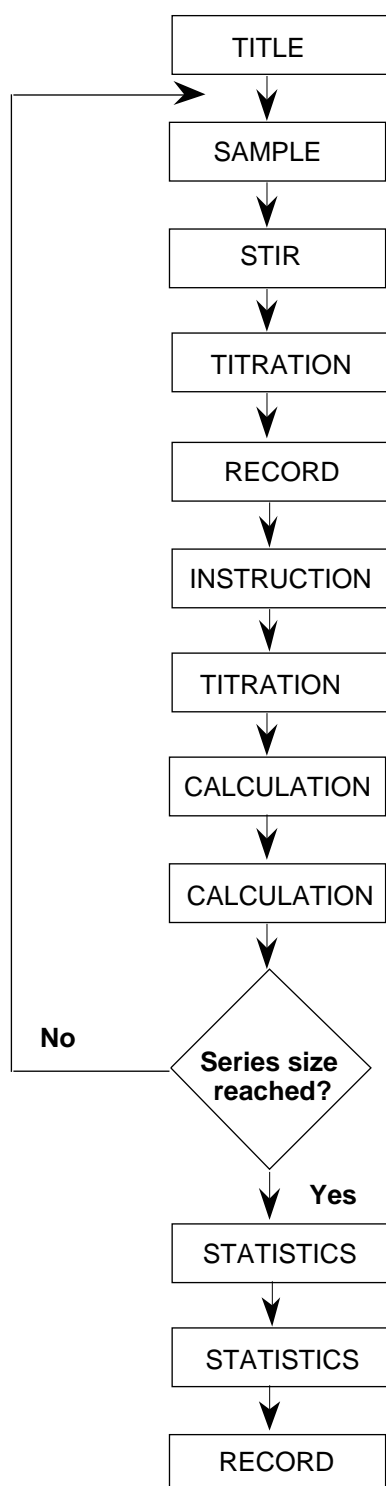 TITLE
SAMPLE
STIR
TITRATION
RECORD
INSTRUCTION
TITRATION
CALCULATION
CALCULATION
No
Series size
reached?
Yes
STATISTICS
STATISTICS
RECORD